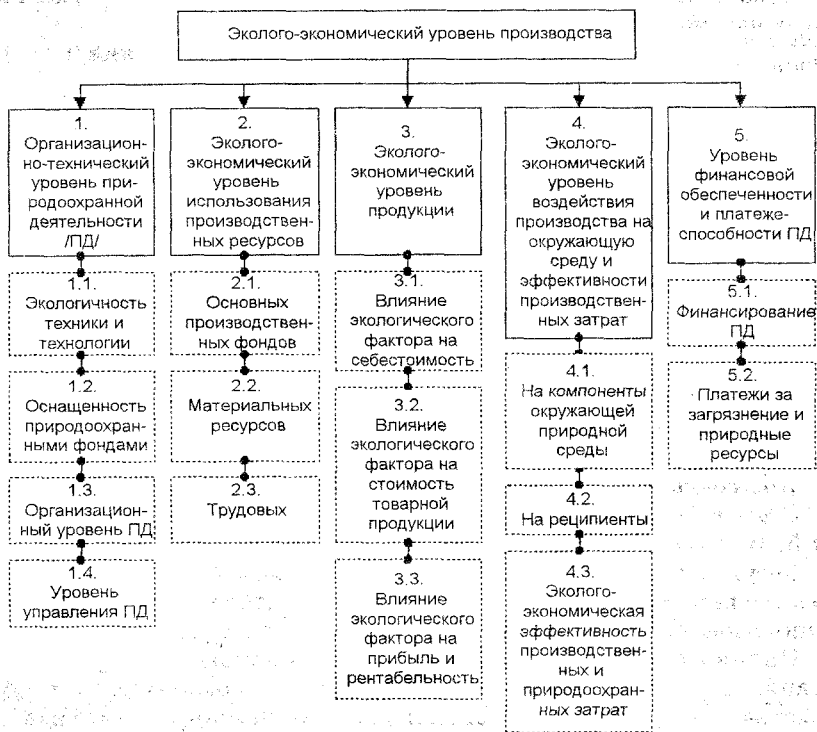 Эколого-экономический уровень производства
1.
Организацион-
но-технический
уровень при-
родоохранной
деятельности
/ПД/
1.1.
Экологичность
техники и
технологии
1.2.
Оснащенность
природоохран-
ными фондами
1.3.
Организацион-
ный уровень ПД
1.4.
Уровень
управления ПД
2.
Эколого-
экономический
уровень
использования
производствен-
ных ресурсов
2.1.
Основных
производствен-
ных фондов
2.2.
Материальных
ресурсов
2.3.
Трудовых
3.
Эколого-
экономический
уровень
продукции
3.1.
Влияние
экологического
фактора на
себестоимость
3.2.
Влияние
экологического
фактора на
стоимость
товарной
продукции
3.3.
Влияние
экологического
фактора на
прибыль и
рентабельность
4.
Эколого-
экономический
уровень
воздействия
производства на
окружающую
среду и
эффективности
производствен-
ных затрат
4.1.
На компоненты
окружающей
природной
среды
4.2.
На реципиенты
4.3.
Эколого-
экономическая
эффективность
производствен-
ных и
природоохран-
ных затрат
5.
Уровень
финансовой
обеспеченности
и платеже-
способности ПД
5.1.
Финансирование
ПД
5.2.
Платежи за
загрязнение и
природные
ресурсы